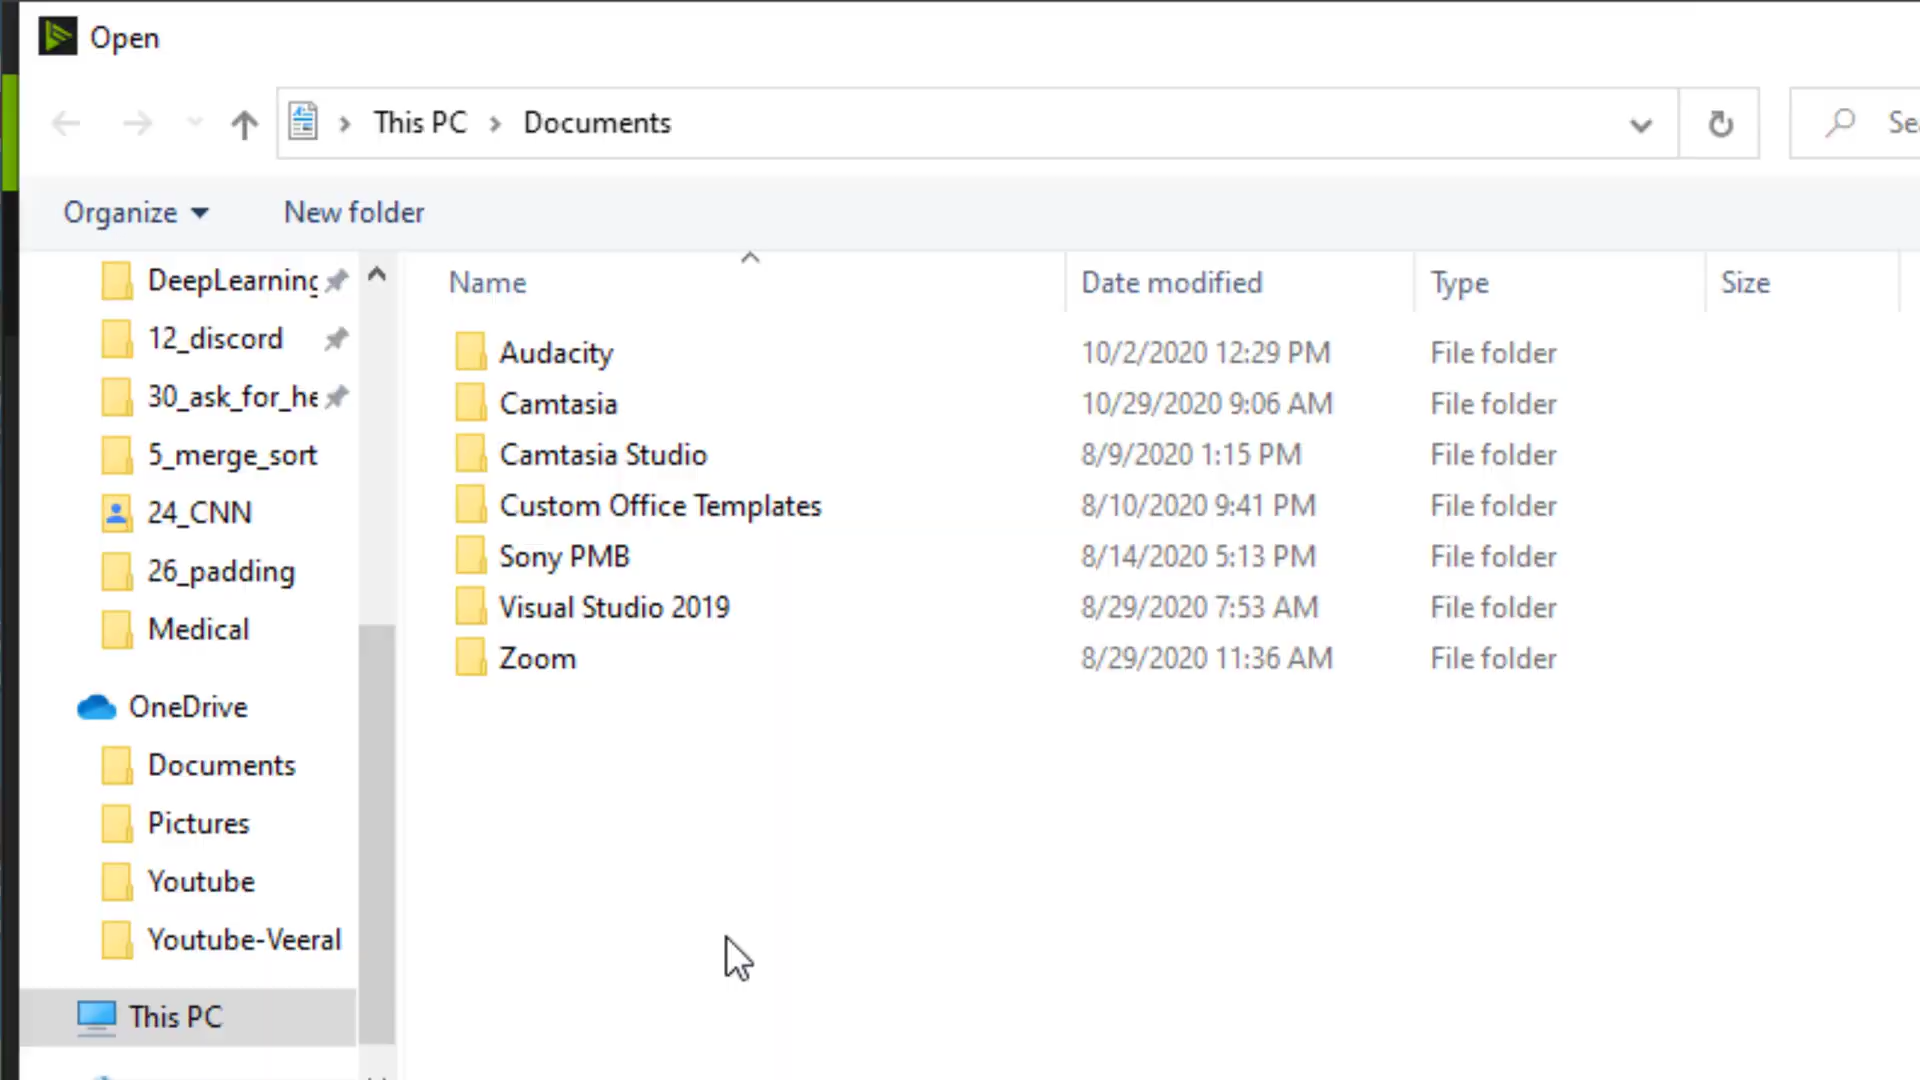 Open
This PC > Documents
Organize
New folder
Name Date modified Type Size
DeepLearning
12_discord
30_ask_for_he
5_merge_sort
24_CNN
26_padding
Medical
OneDrive
Documents
Pictures
Youtube
Youtube-Veeral
This PC
Audacity 10/2/2020 12:29 PM File folder
Camtasia 10/29/2020 9:06 AM File folder
Camtasia Studio 8/9/2020 1:15 PM File folder
Custom Office Templates 8/10/2020 9:41 PM File folder
Sony PMB 8/14/2020 5:13 PM File folder
Visual Studio 2019 8/29/2020 7:53 AM File folder
Zoom 8/29/2020 11:36 AM File folder